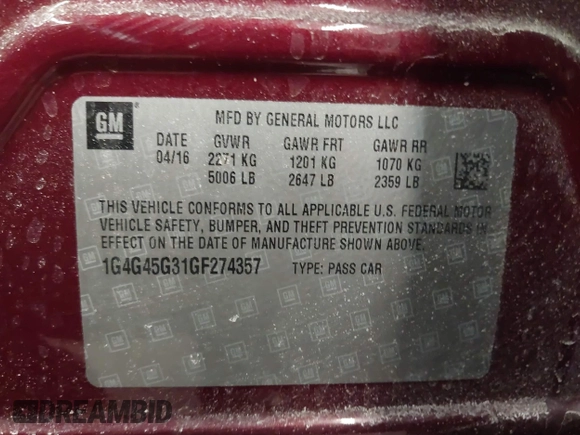 GM ®
MFD BY GENERAL MOTORS LLC
DATE GVWR GAWR FRT GAWR RR
04/16 2271 KG 1201 KG 1070 KG
5006 LB 2647 LB 2359 LB
THIS VEHICLE CONFORMS TO ALL APPLICABLE U.S. FEDERAL MOTOR
VEHICLE SAFETY, BUMPER, AND THEFT PREVENTION STANDARDS IN
EFFECT ON THE DATE OF MANUFACTURE SHOWN ABOVE.
1G4G45G31GF274357 TYPE: PASS CAR
DREAMBID